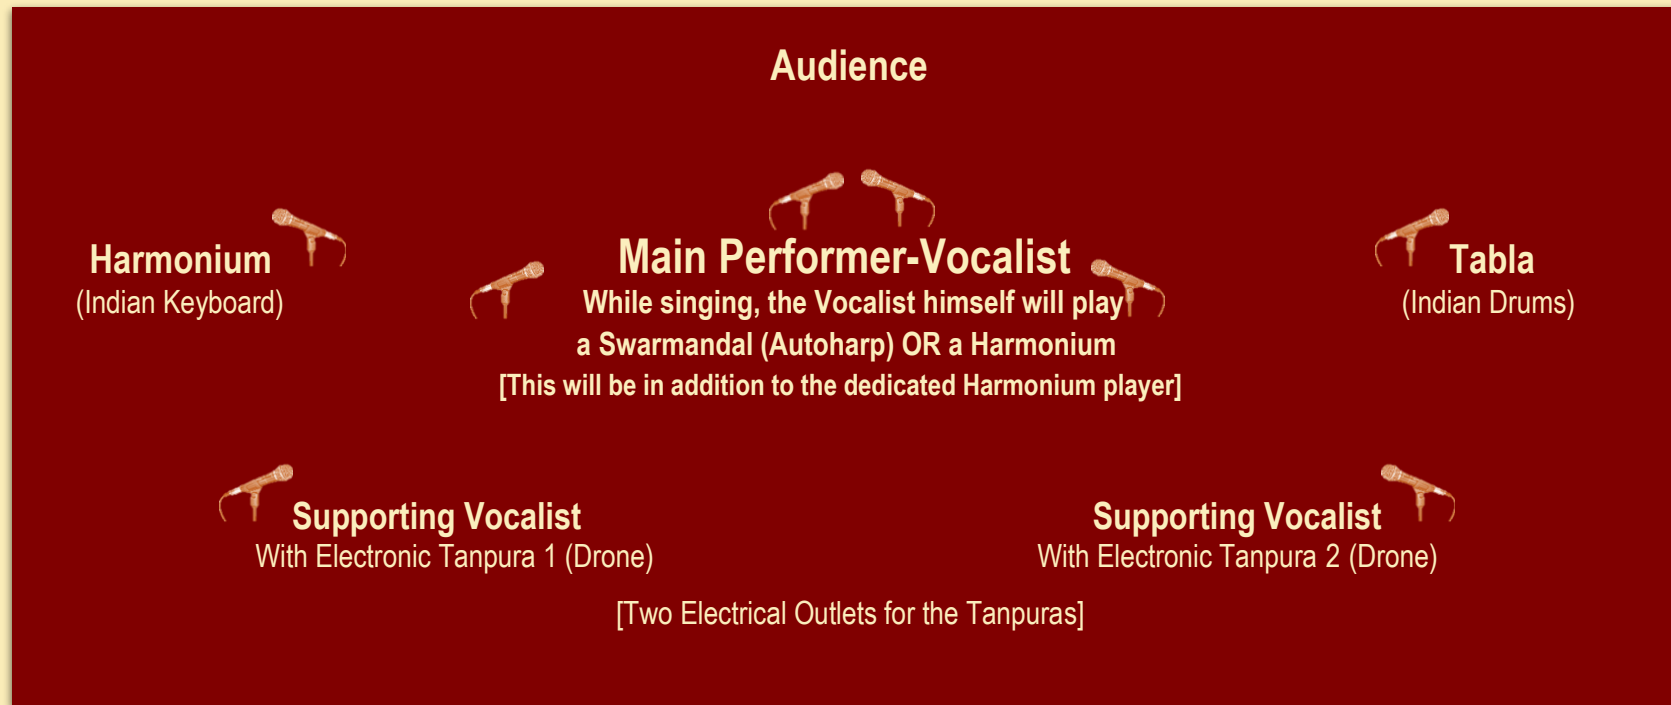 Audience
Harmonium
(Indian Keyboard)
Main Performer-Vocalist
While singing, the Vocalist himself will play
a Swarmandal (Autoharp) OR a Harmonium
[This will be in addition to the dedicated Harmonium player]
Tabla
(Indian Drums)
Supporting Vocalist
With Electronic Tanpura 1 (Drone)
Supporting Vocalist
With Electronic Tanpura 2 (Drone)
[Two Electrical Outlets for the Tanpuras]